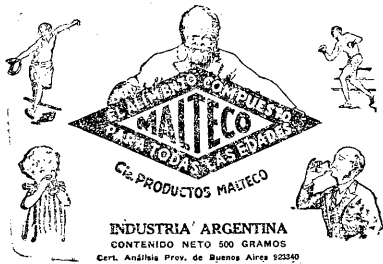 EL ALIMENTO COMPUESTO
MALTECO
PARA TODAS LAS EDADES
Cia. PRODUCTOS MALTECO
INDUSTRIA ARGENTINA
CONTENIDO NETO 500 GRAMOS
Cert. Análisis Prov. de Buenos Aires 923340